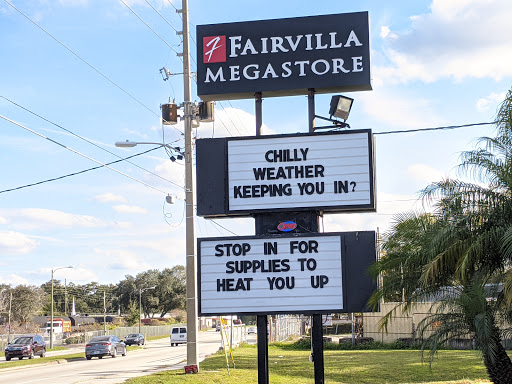 FAIRVILLA
MEGASTORE
CHILLY
WEATHER
KEEPING YOU IN?
STOP IN FOR
SUPPLIES TO
HEAT YOU UP